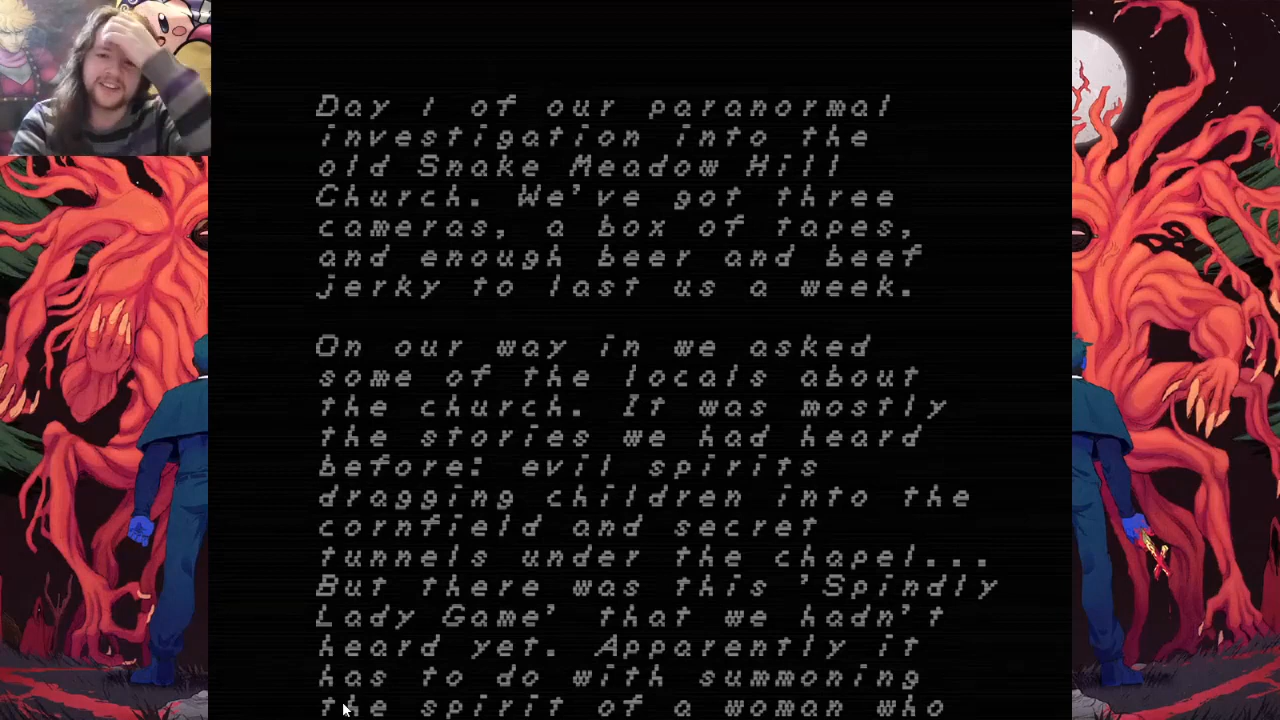 Day 1 of our paranormal
investigation into the
old Snake Meadow Hill
Church. We've got three
cameras, a box of tapes,
and enough beer and beef
jerky to last us a week.
On our way in we asked
some of the locals about
the church. It was mostly
the stories we had heard
before: evil spirits
dragging children into the
cornfield and secret
tunnels under the chapel...
But there was this 'Spindly
Lady Game' that we hadn't
heard yet. Apparently it
has to do with summoning
the spirit of a woman who